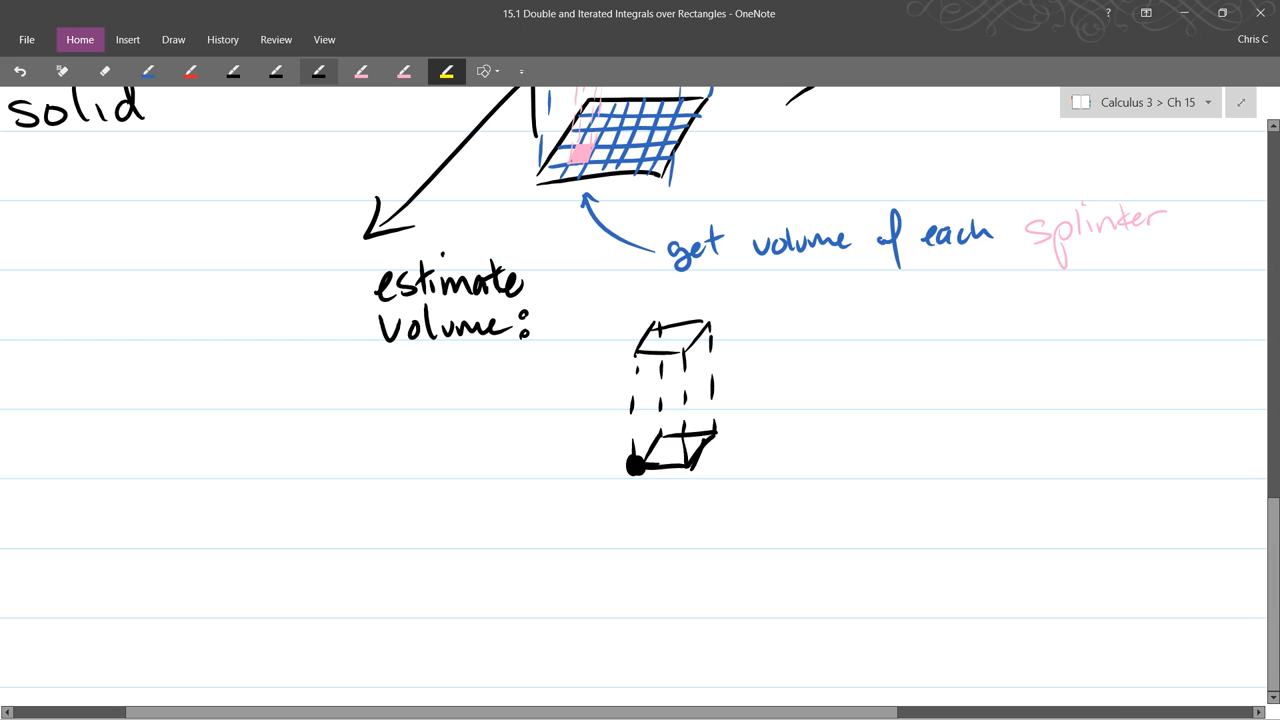 15.1 Double and Iterated Integrals over Rectangles - OneNote
File Home Insert Draw History Review View Chris C
Calculus 3 > Ch 15
solid
get volume of each splinter
estimate
volume: